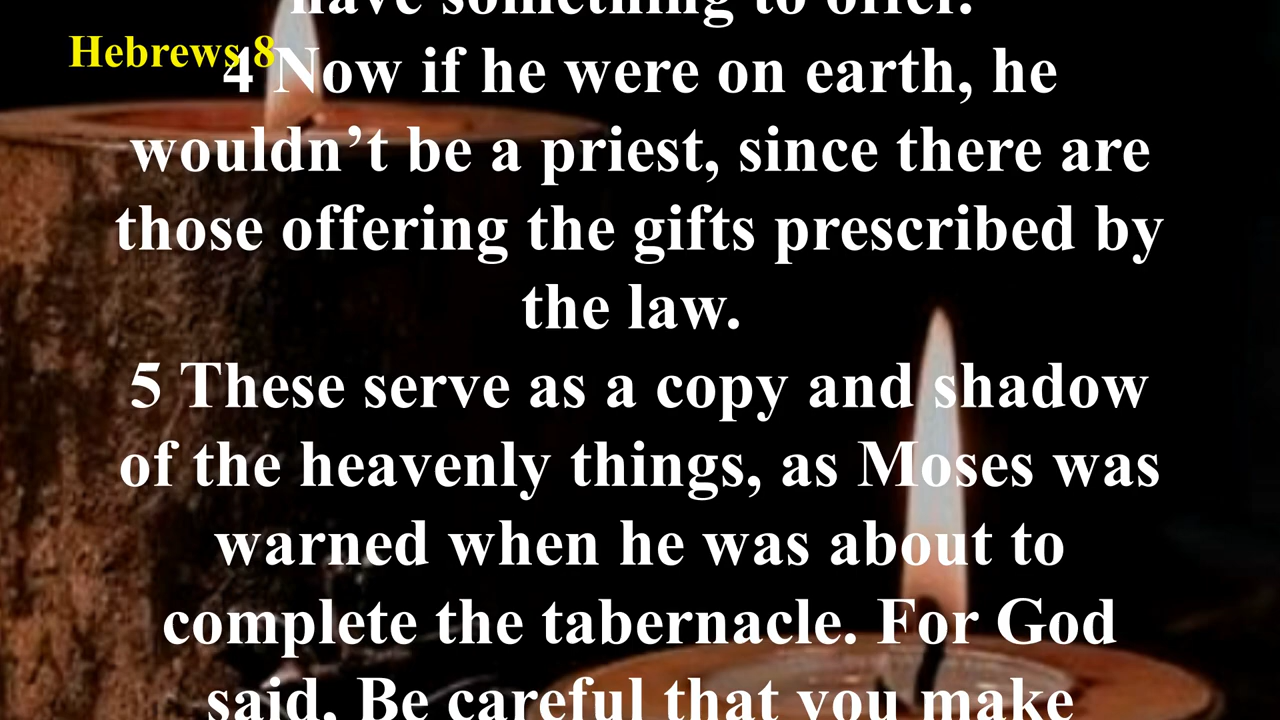 have something to offer.
Hebrews 8
4 Now if he were on earth, he
wouldn’t be a priest, since there are
those offering the gifts prescribed by
the law.
5 These serve as a copy and shadow
of the heavenly things, as Moses was
warned when he was about to
complete the tabernacle. For God
said, Be careful that you make